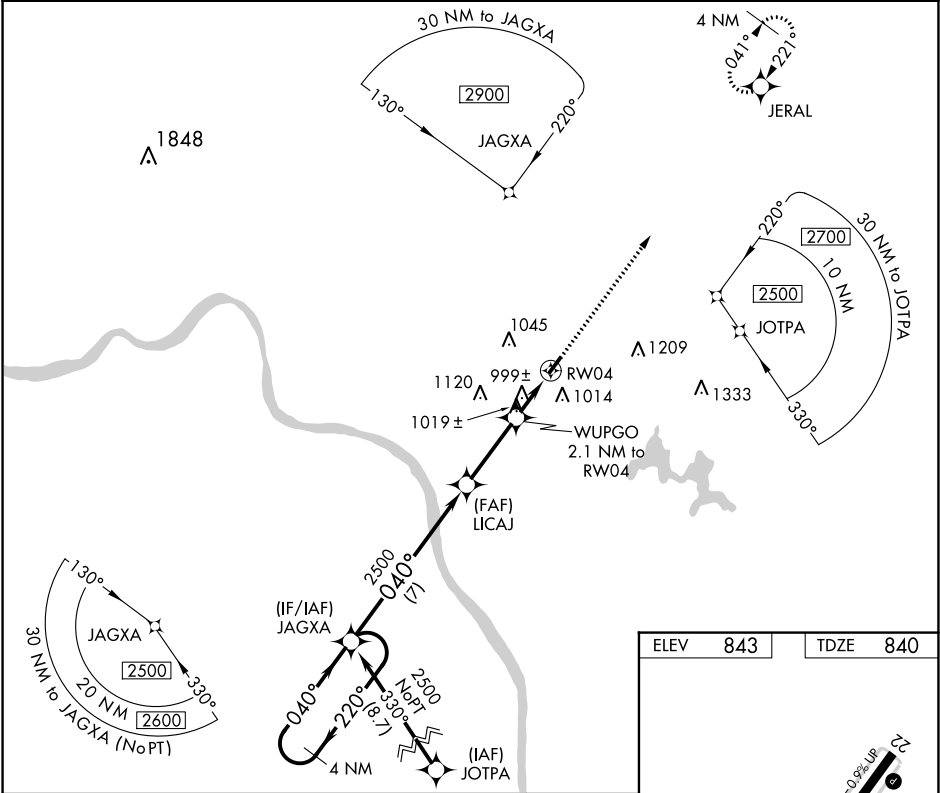 30 NM to JAGXA
2900
130°
220°
JAGXA
4 NM
041°
221°
JERAL
1848
220°
2700
30 NM to JOTPA
10 NM
2500
JOTPA
330°
1045
1209
999±
RW04
1120
1014
1333
1019±
WUPGO
2.1 NM to
RW04
(FAF)
LICAJ
2500
040°
(7)
(IF/IAF)
JAGXA
130°
JAGXA
2500
330°
20 NM
2600
30 NM to JAGXA (NoPT)
040°
220°
4 NM
2500
NoPT
330°
(8.7)
(IAF)
JOTPA
ELEV 843
TDZE 840
22
0.9% UP
P